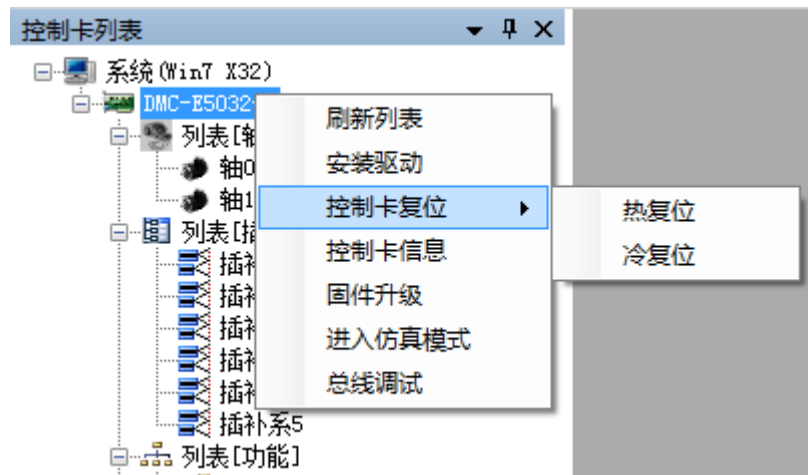 控制卡列表
系统(Win7 X32)
DMC-E5032-
刷新列表
列表[轴
安装驱动
轴0
轴1
控制卡复位
热复位
列表[插
控制卡信息
冷复位
插补
插补
固件升级
插补
进入仿真模式
插补
插补
总线调试
插补系5
列表[功能]